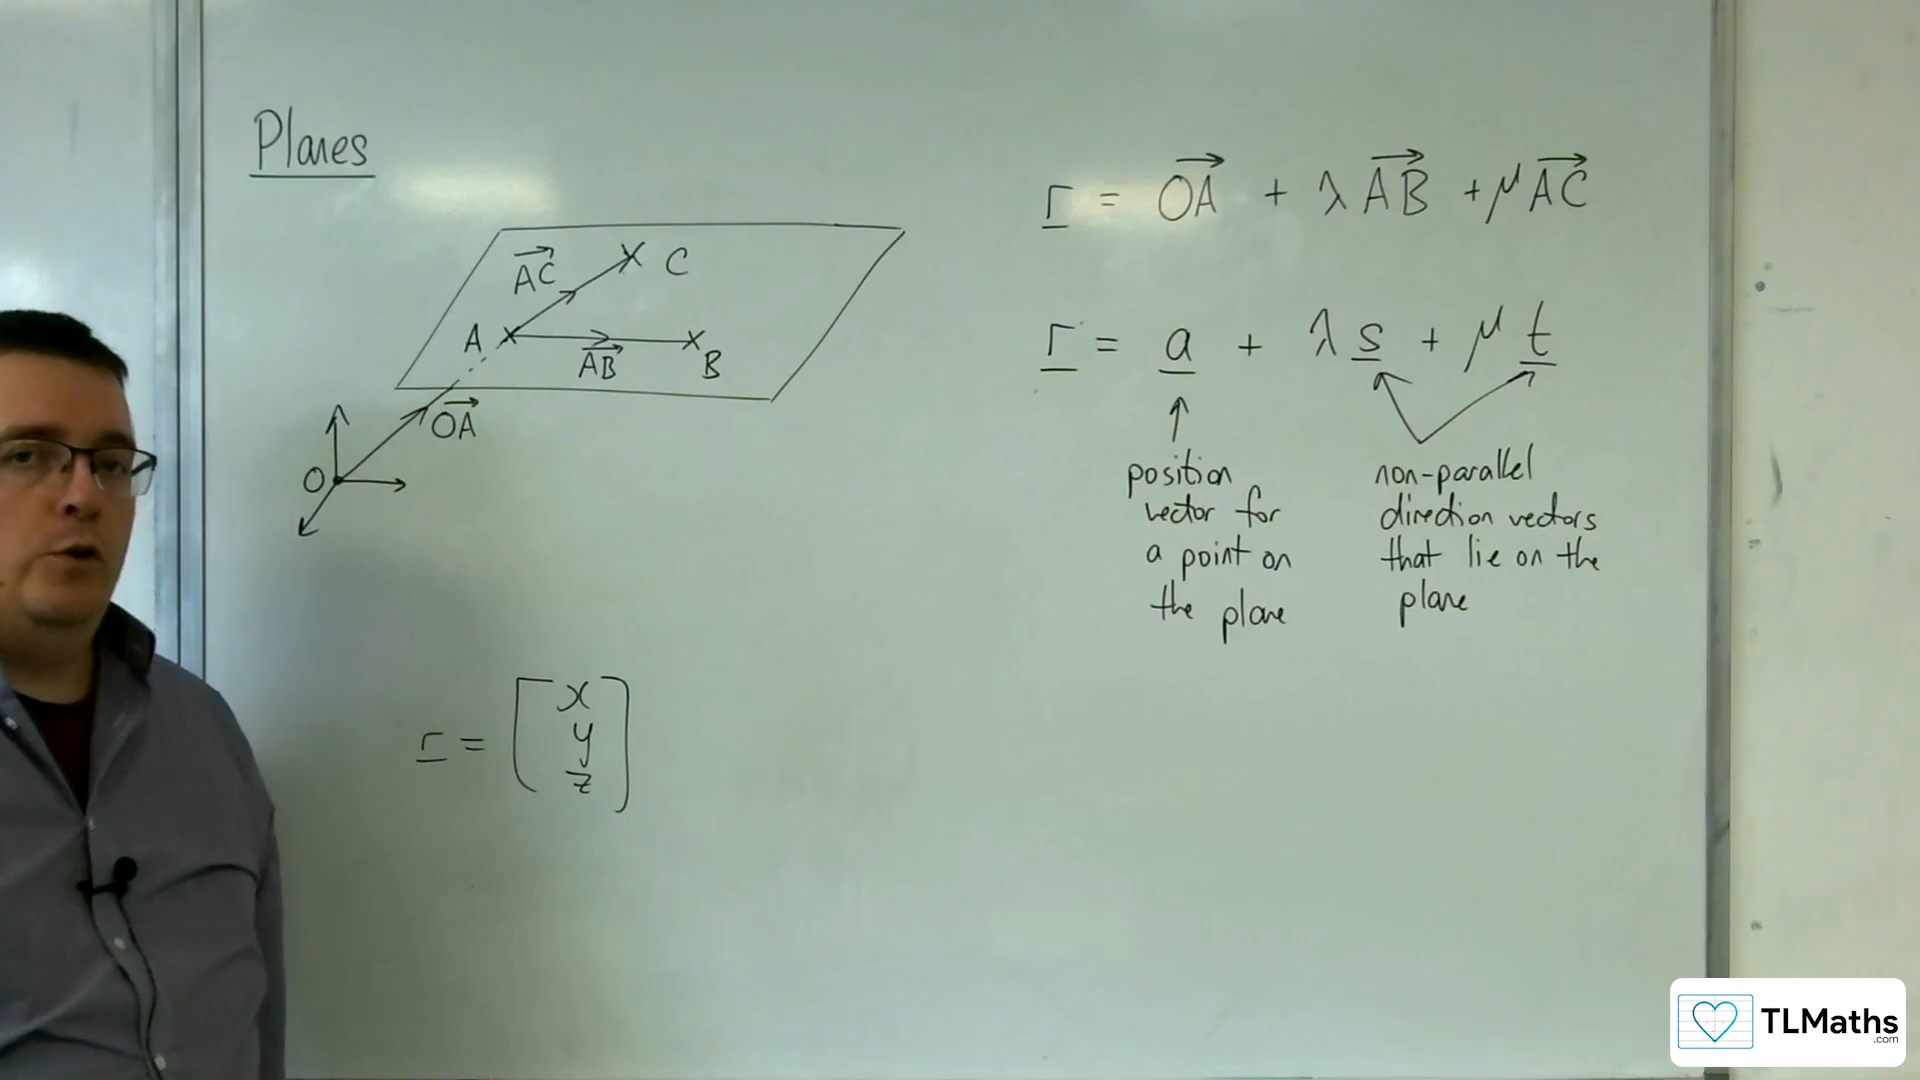 Planes
AC
C
A
AB
B
OA
O
r = OA + λ AB + μ AC
r = a + λ s + μ t
position
vector for
a point on
the plane
non-parallel
direction vectors
that lie on the
plane
r = [ x
y
z ]
TLMaths
.com